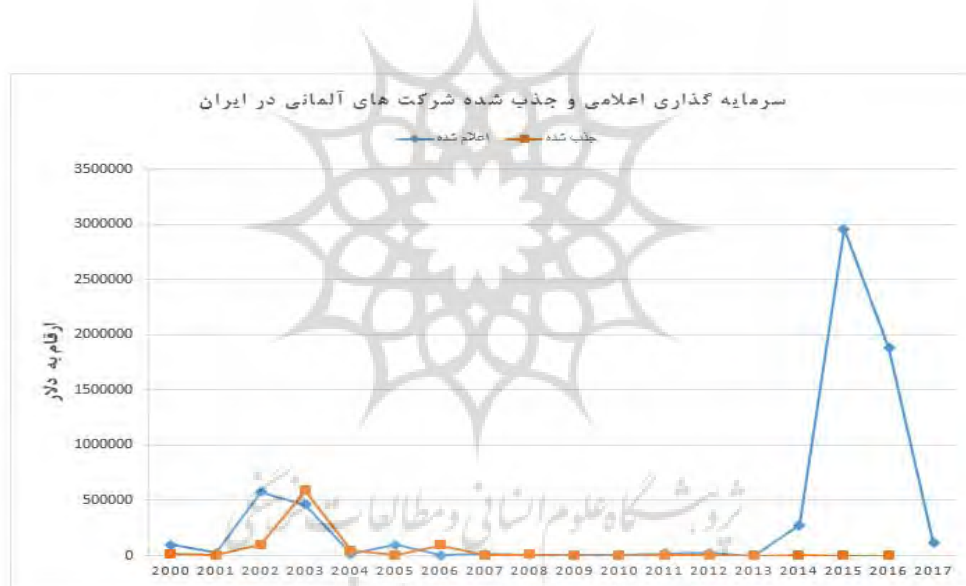 سرمایه گذاری اعلامی و جذب شده شرکت های آلمانی در ایران
اعلام شده جذب شده
3500000
3000000
2500000
2000000
1500000
1000000
500000
0
ارقام به دلار
2000 2001 2002 2003 2004 2005 2006 2007 2008 2009 2010 2011 2012 2013 2014 2015 2016 2017
پژوهشگاه علوم انسانی و مطالعات فرهنگی